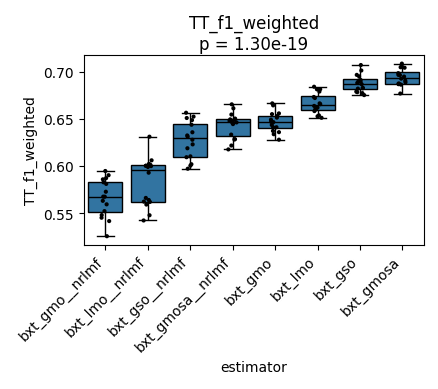 TT_f1_weighted
p = 1.30e-19
TT_f1_weighted
0.70
0.65
0.60
0.55
bxt_gmo__nrlmf
bxt_lmo__nrlmf
bxt_gso__nrlmf
bxt_gmosa__nrlmf
bxt_gmo
bxt_lmo
bxt_gso
bxt_gmosa
estimator